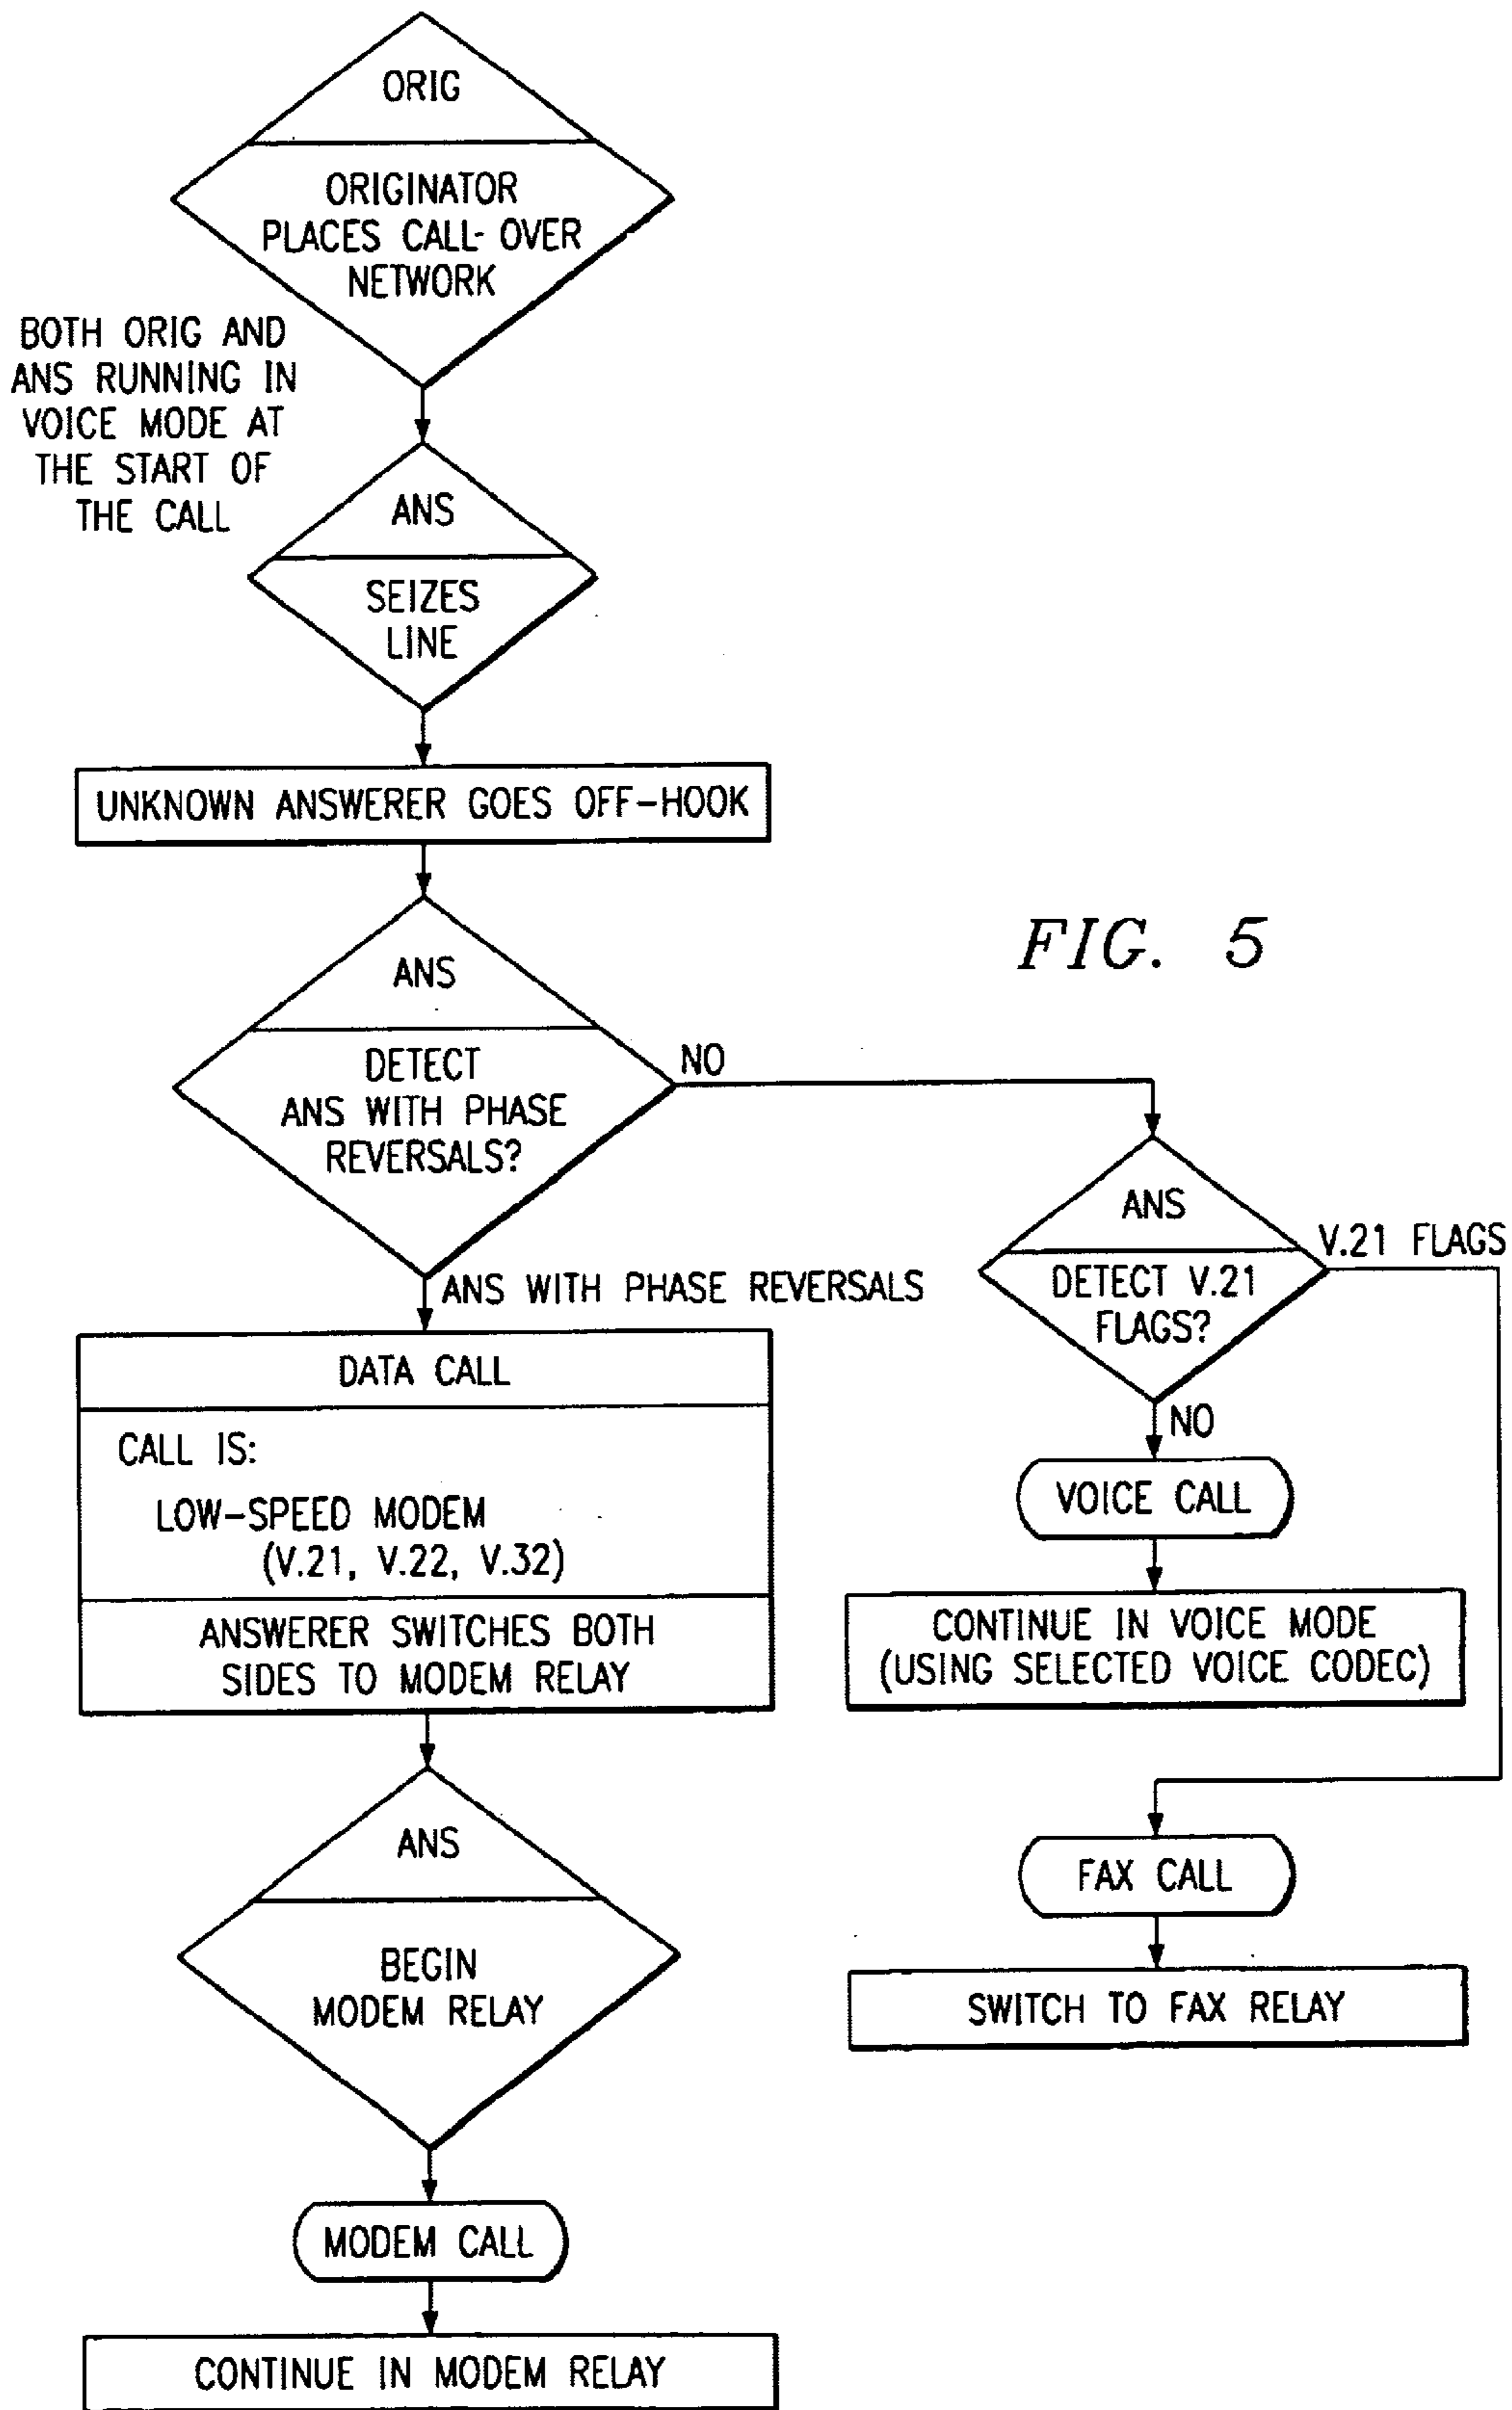 ORIG
ORIGINATOR
PLACES CALL- OVER
NETWORK
BOTH ORIG AND
ANS RUNNING IN
VOICE MODE AT
THE START OF
THE CALL
ANS
SEIZES
LINE
UNKNOWN ANSWERER GOES OFF-HOOK
FIG. 5
ANS
DETECT
ANS WITH PHASE
REVERSALS?
NO
ANS WITH PHASE REVERSALS
ANS
DETECT V.21
FLAGS?
V.21 FLAGS
NO
VOICE CALL
CONTINUE IN VOICE MODE
(USING SELECTED VOICE CODEC)
FAX CALL
SWITCH TO FAX RELAY
DATA CALL
CALL IS:
LOW-SPEED MODEM
(V.21, V.22, V.32)
ANSWERER SWITCHES BOTH
SIDES TO MODEM RELAY
ANS
BEGIN
MODEM RELAY
MODEM CALL
CONTINUE IN MODEM RELAY